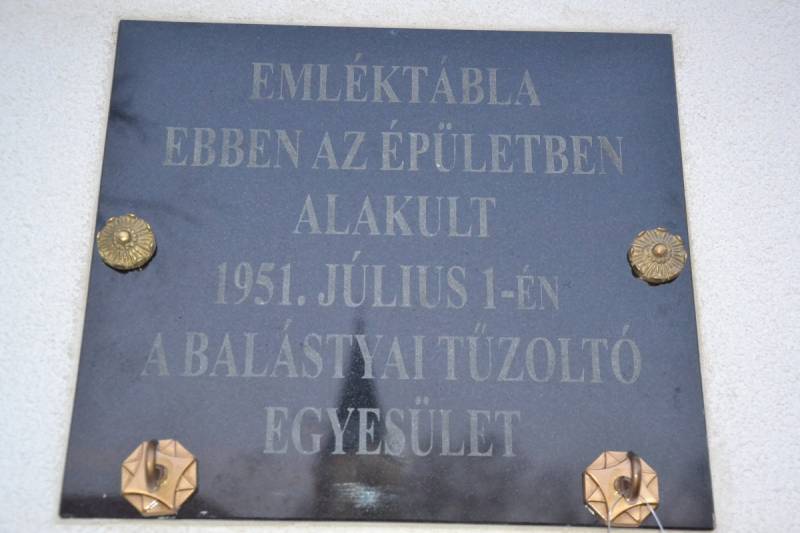 EMLÉKTÁBLA
EBBEN AZ ÉPÜLETBEN
ALAKULT
1951. JÚLIUS 1-ÉN
A BALÁSTYAI TŰZOLTÓ
EGYESÜLET